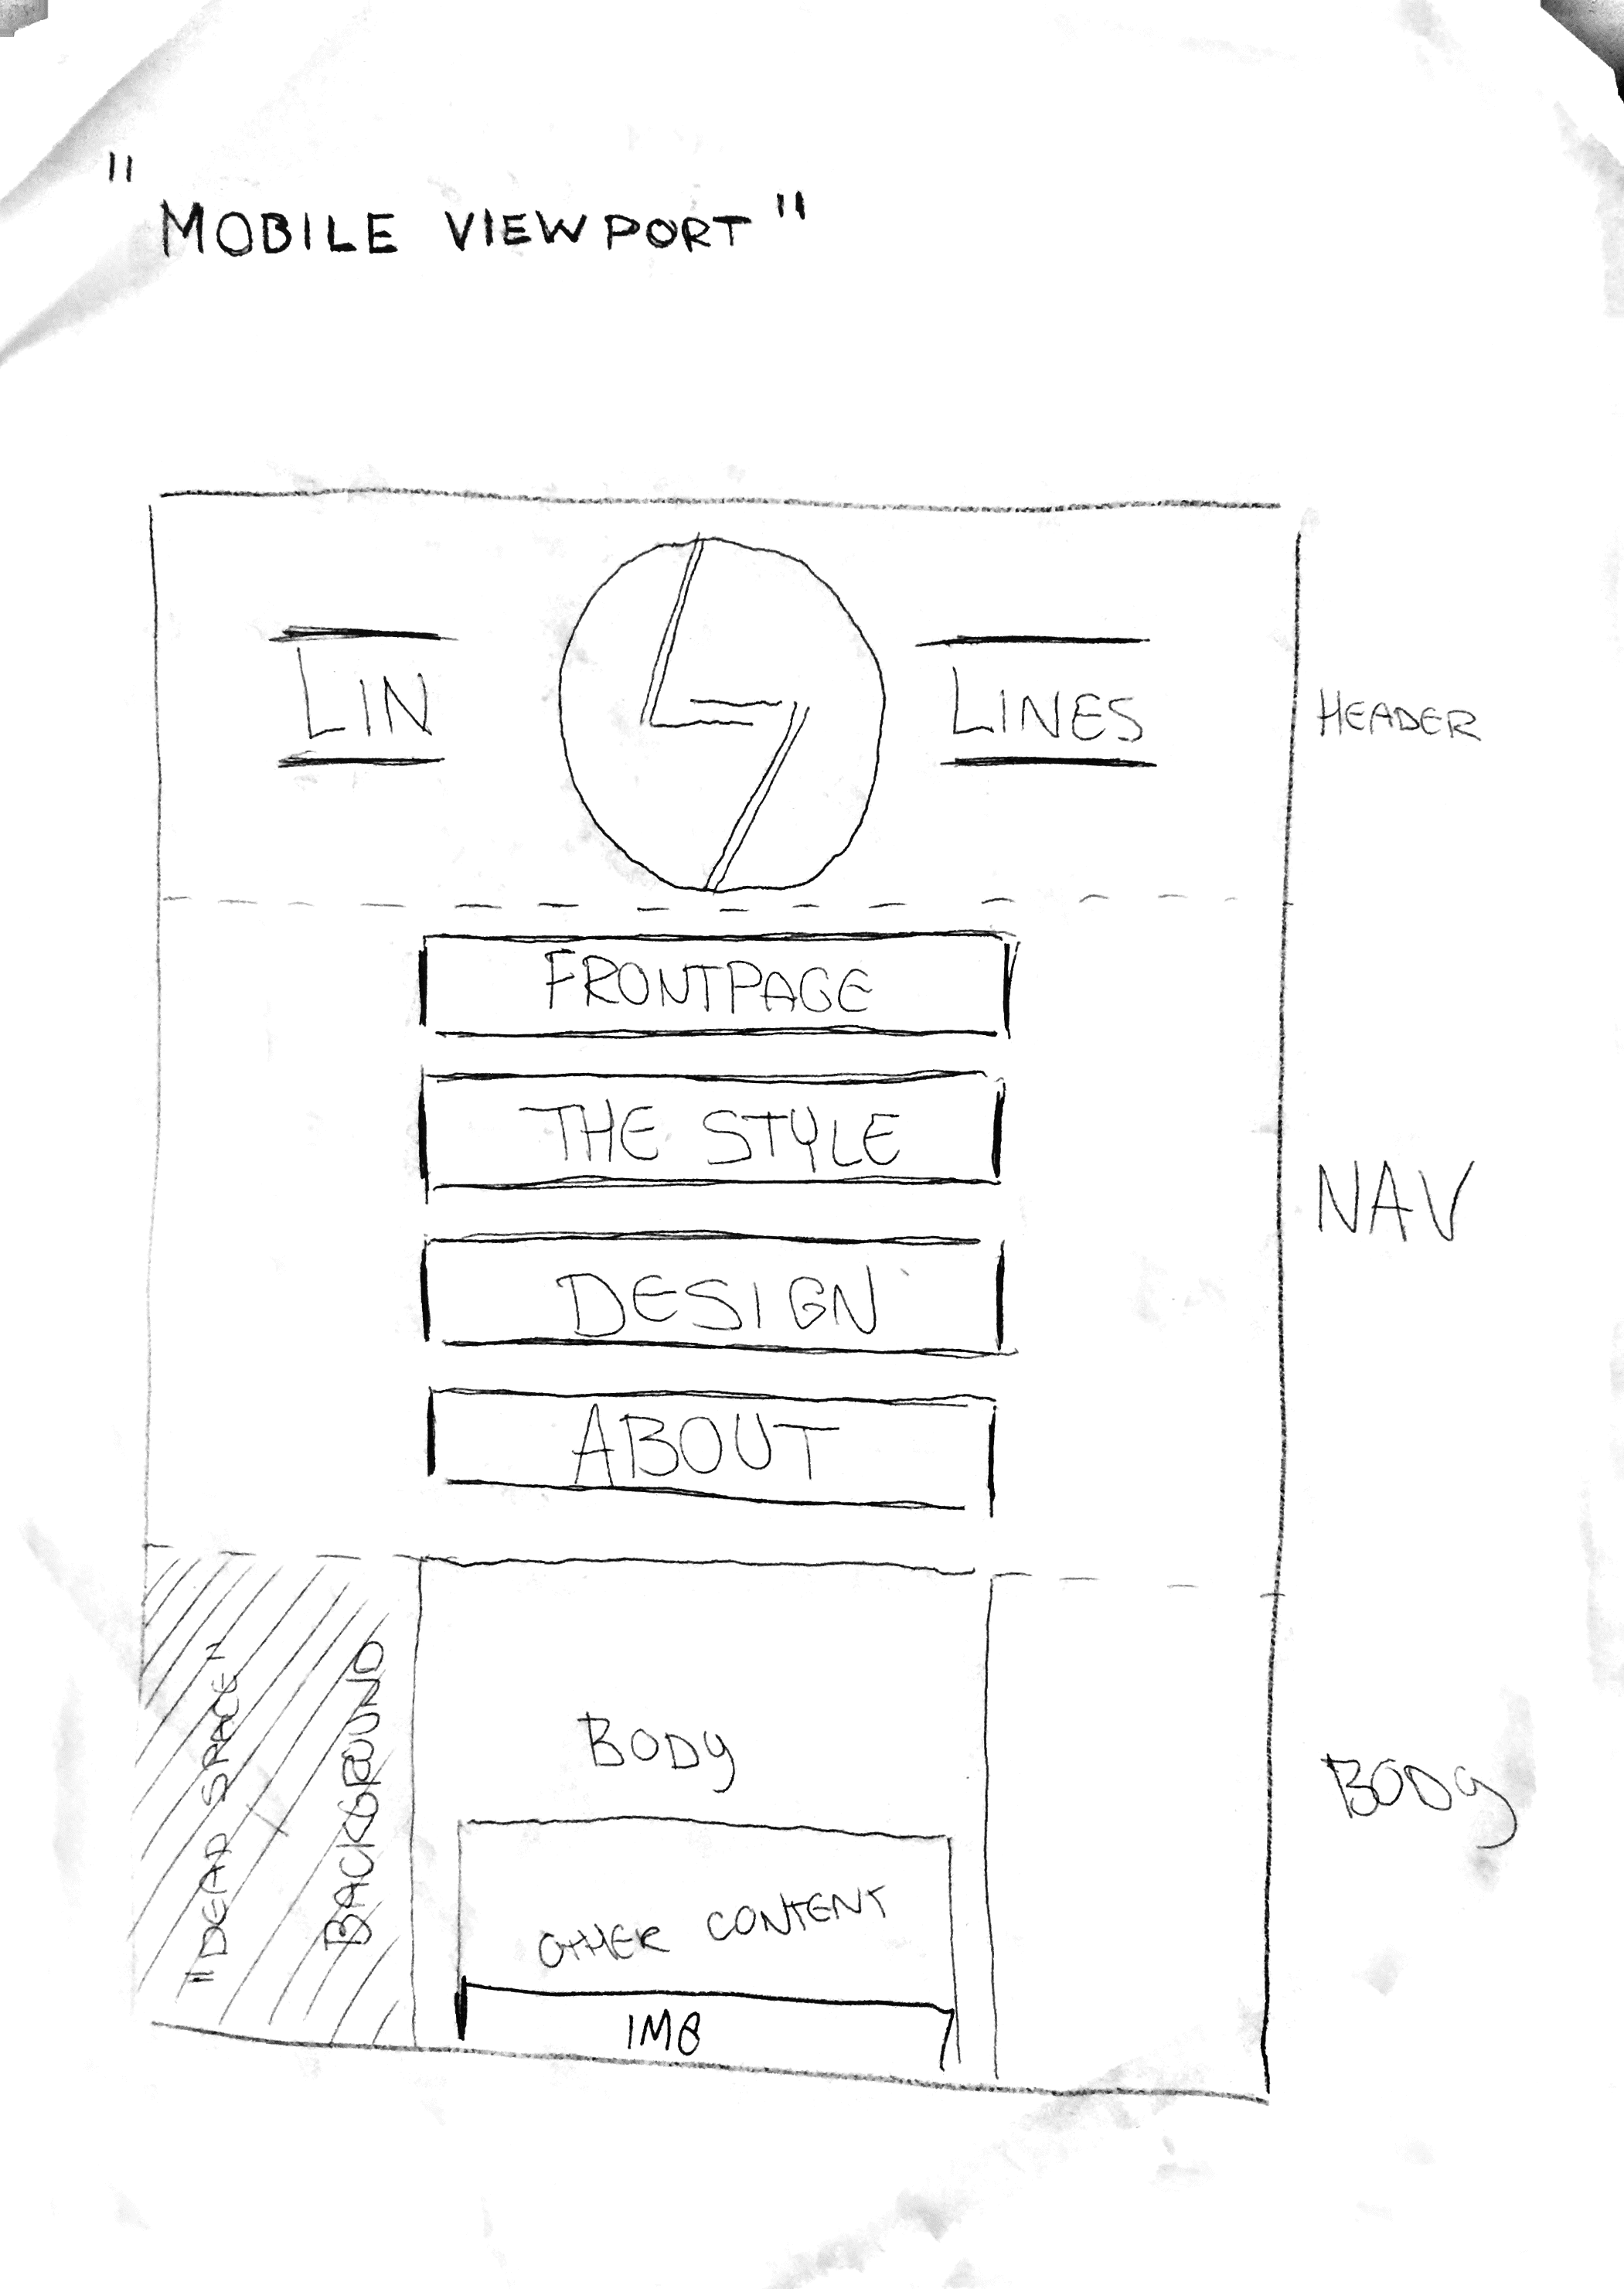 "MOBILE VIEWPORT"
LIN
LINES
HEADER
FRONTPAGE
THE STYLE
NAV
DESIGN
ABOUT
"DEAD SPACE"
BACKGROUND
BODY
BODY
OTHER CONTENT
IMG